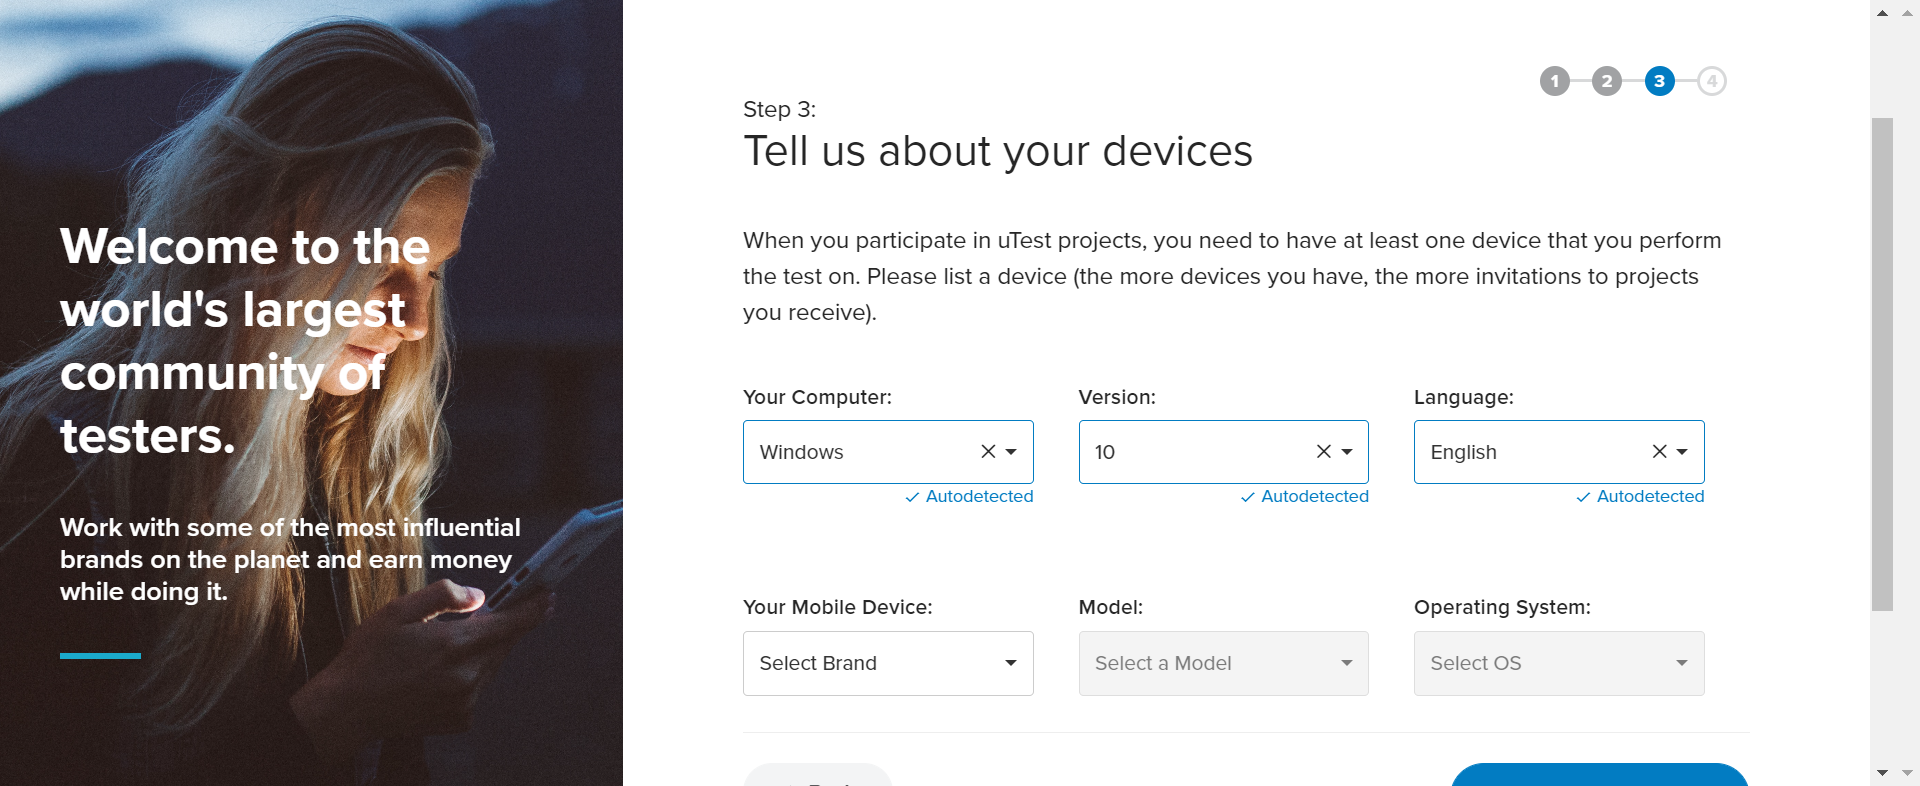 Welcome to the
world's largest
community of
testers.
Work with some of the most influential
brands on the planet and earn money
while doing it.
1 2 3 4
Step 3:
Tell us about your devices
When you participate in uTest projects, you need to have at least one device that you perform
the test on. Please list a device (the more devices you have, the more invitations to projects
you receive).
Your Computer: Version: Language:
Windows 10 English
Autodetected Autodetected Autodetected
Your Mobile Device: Model: Operating System:
Select Brand Select a Model Select OS